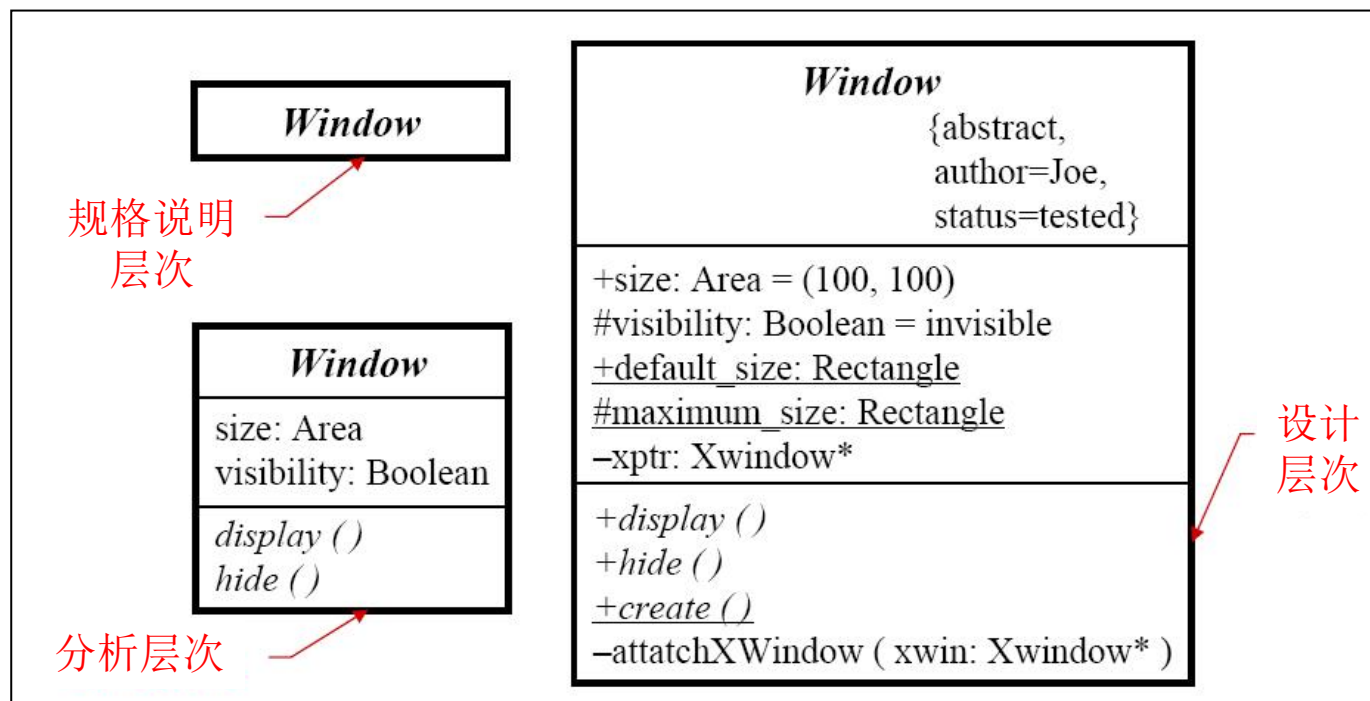 Window
规格说明
层次
Window
size: Area
visibility: Boolean
display ( )
hide ( )
分析层次
Window
{abstract,
author=Joe,
status=tested}
+size: Area = (100, 100)
#visibility: Boolean = invisible
+default_size: Rectangle
#maximum_size: Rectangle
–xptr: Xwindow*
+display ( )
+hide ( )
+create ( )
–attatchXWindow ( xwin: Xwindow* )
设计
层次